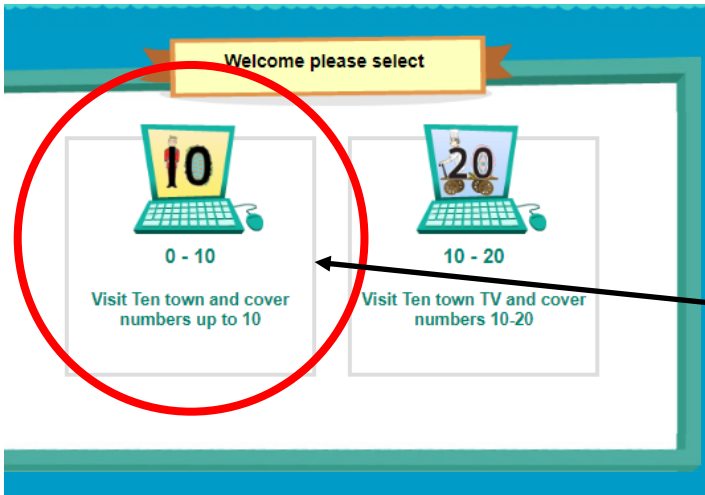 Welcome please select
10
20
0 - 10
10 - 20
Visit Ten town and cover
numbers up to 10
Visit Ten town TV and cover
numbers 10-20